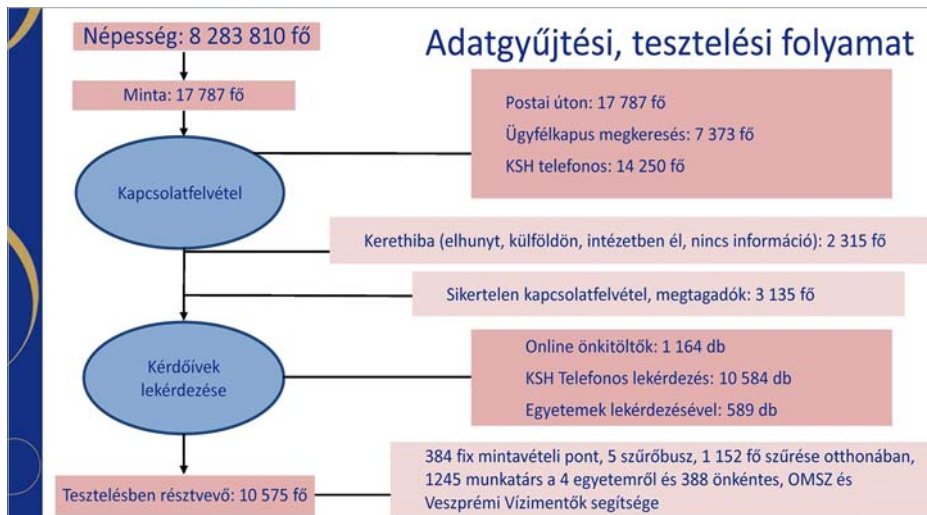 Népesség: 8 283 810 fő
Adatgyűjtési, tesztelési folyamat
Minta: 17 787 fő
Postai úton: 17 787 fő
Ügyfélkapus megkeresés: 7 373 fő
KSH telefonos: 14 250 fő
Kapcsolatfelvétel
Kerethiba (elhunyt, külföldön, intézetben él, nincs információ): 2 315 fő
Sikertelen kapcsolatfelvétel, megtagadók: 3 135 fő
Kérdőívek
lekérdezése
Online önkitöltők: 1 164 db
KSH Telefonos lekérdezés: 10 584 db
Egyetemek lekérdezésével: 589 db
Tesztelésben résztvevő: 10 575 fő
384 fix mintavételi pont, 5 szűrőbusz, 1 152 fő szűrése otthonában,
1245 munkatárs a 4 egyetemről és 388 önkéntes, OMSZ és
Veszprémi Vízimentők segítsége